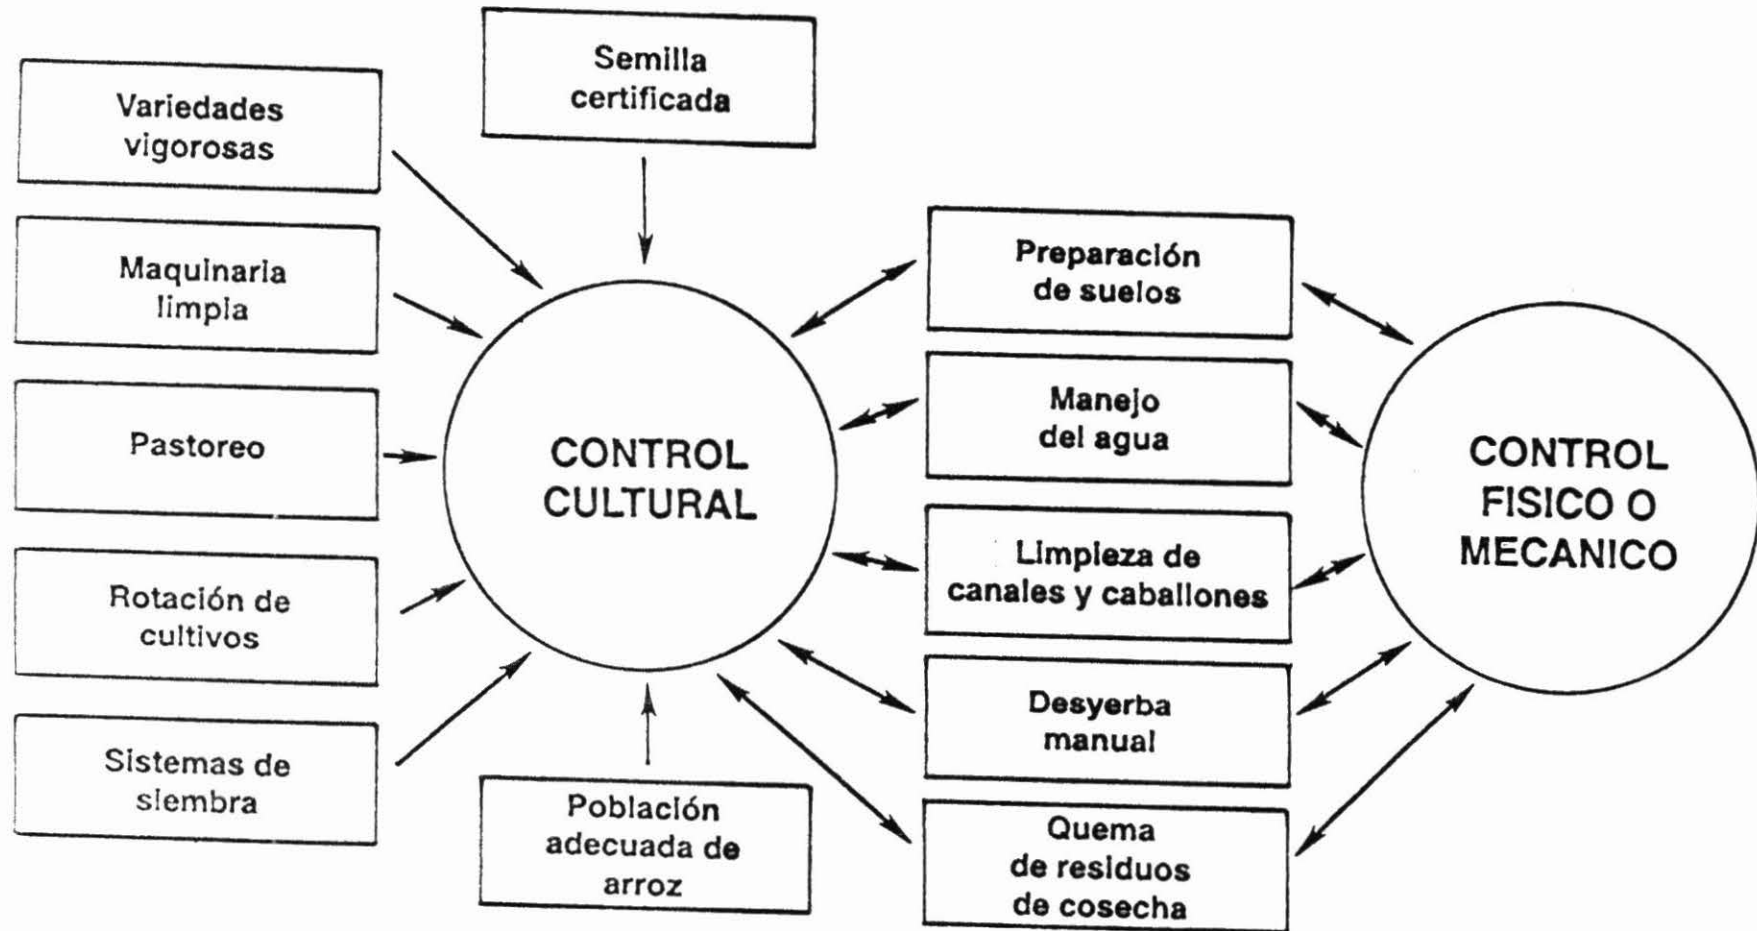 Semilla
certificada
Variedades
vigorosas
Maquinaria
limpia
Pastoreo
Rotación de
cultivos
Sistemas de
siembra
CONTROL
CULTURAL
Población
adecuada de
arroz
Preparación
de suelos
Manejo
del agua
Limpieza de
canales y caballones
Desyerba
manual
Quema
de residuos
de cosecha
CONTROL
FISICO O
MECANICO